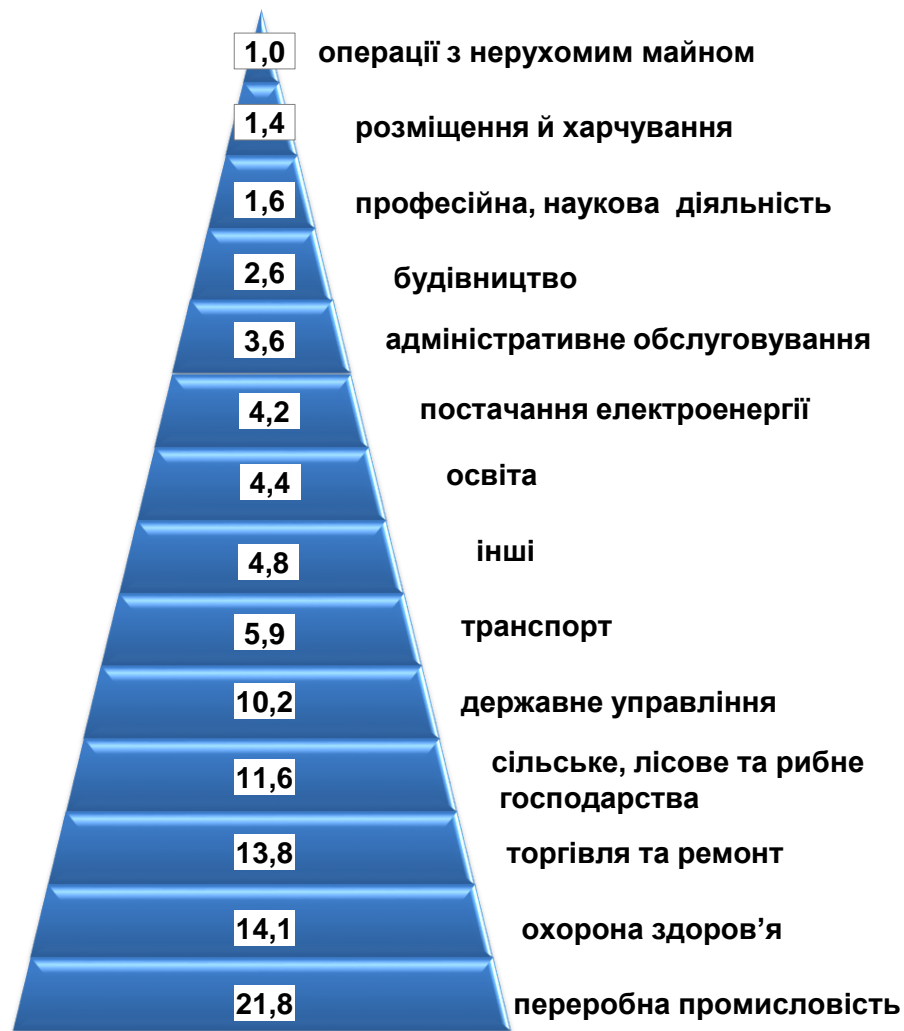 1,0 операції з нерухомим майном
1,4 розміщення й харчування
1,6 професійна, наукова діяльність
2,6 будівництво
3,6 адміністративне обслуговування
4,2 постачання електроенергії
4,4 освіта
4,8 інші
5,9 транспорт
10,2 державне управління
11,6 сільське, лісове та рибне
господарства
13,8 торгівля та ремонт
14,1 охорона здоров’я
21,8 переробна промисловість